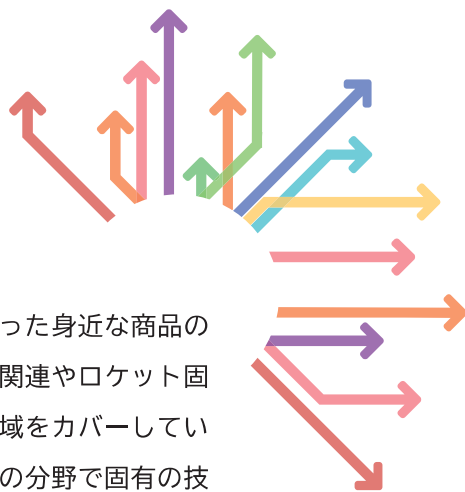 った身近な商品の
関連やロケット固
域をカバーしてい
の分野で固有の技